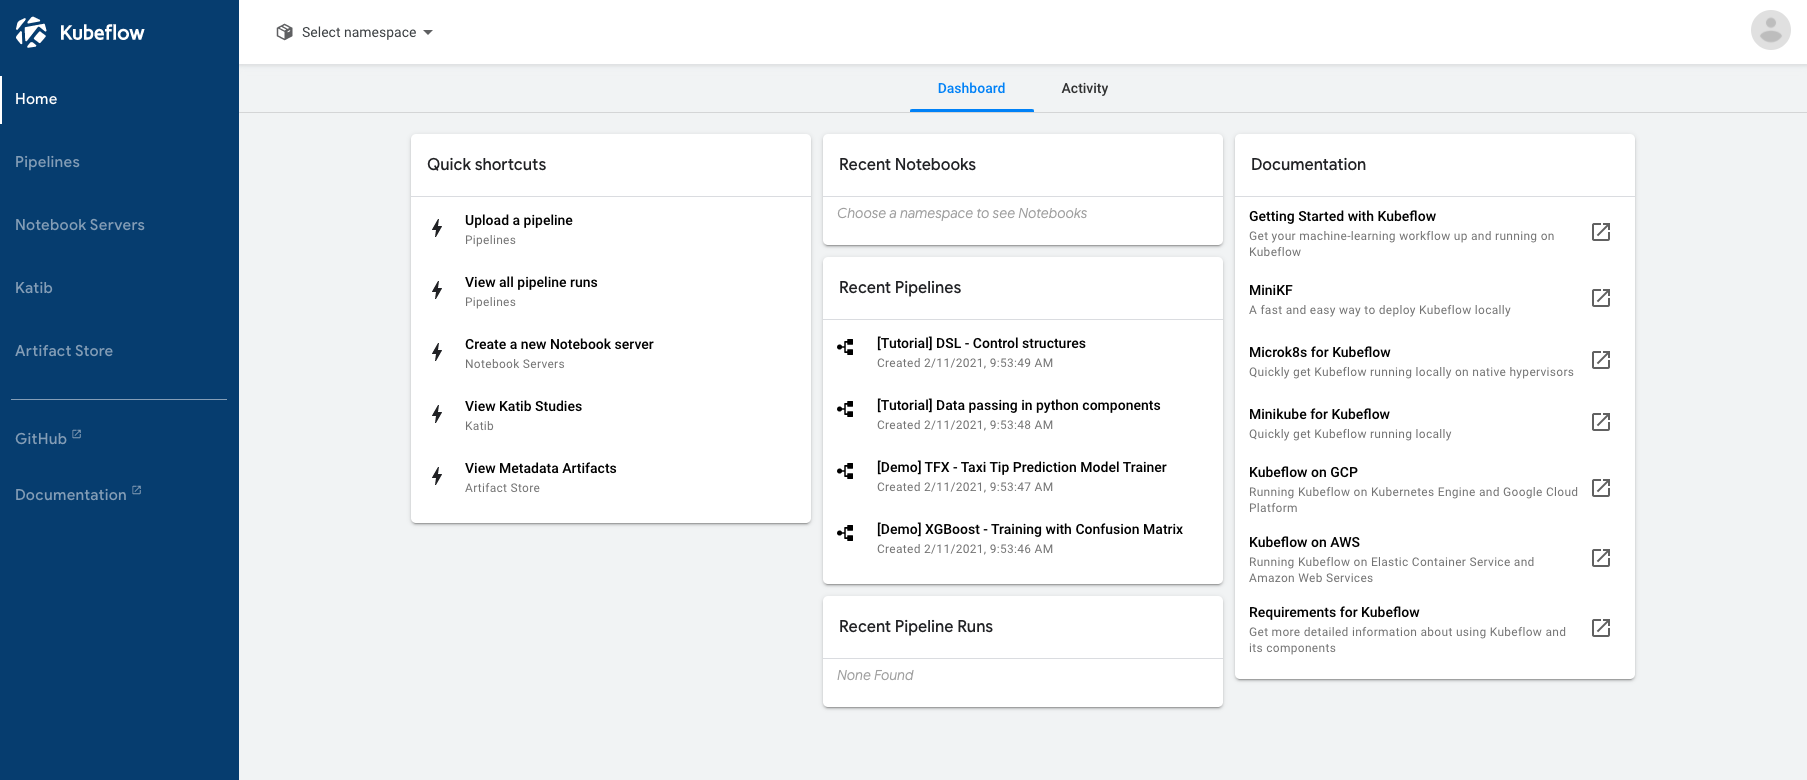 Kubeflow
Select namespace
Home
Pipelines
Notebook Servers
Katib
Artifact Store
GitHub
Documentation
Dashboard
Activity
Quick shortcuts
Upload a pipeline
Pipelines
View all pipeline runs
Pipelines
Create a new Notebook server
Notebook Servers
View Katib Studies
Katib
View Metadata Artifacts
Artifact Store
Recent Notebooks
Choose a namespace to see Notebooks
Recent Pipelines
[Tutorial] DSL - Control structures
Created 2/11/2021, 9:53:49 AM
[Tutorial] Data passing in python components
Created 2/11/2021, 9:53:48 AM
[Demo] TFX - Taxi Tip Prediction Model Trainer
Created 2/11/2021, 9:53:47 AM
[Demo] XGBoost - Training with Confusion Matrix
Created 2/11/2021, 9:53:46 AM
Recent Pipeline Runs
None Found
Documentation
Getting Started with Kubeflow
Get your machine-learning workflow up and running on
Kubeflow
MiniKF
A fast and easy way to deploy Kubeflow locally
Microk8s for Kubeflow
Quickly get Kubeflow running locally on native hypervisors
Minikube for Kubeflow
Quickly get Kubeflow running locally
Kubeflow on GCP
Running Kubeflow on Kubernetes Engine and Google Cloud
Platform
Kubeflow on AWS
Running Kubeflow on Elastic Container Service and
Amazon Web Services
Requirements for Kubeflow
Get more detailed information about using Kubeflow and
its components